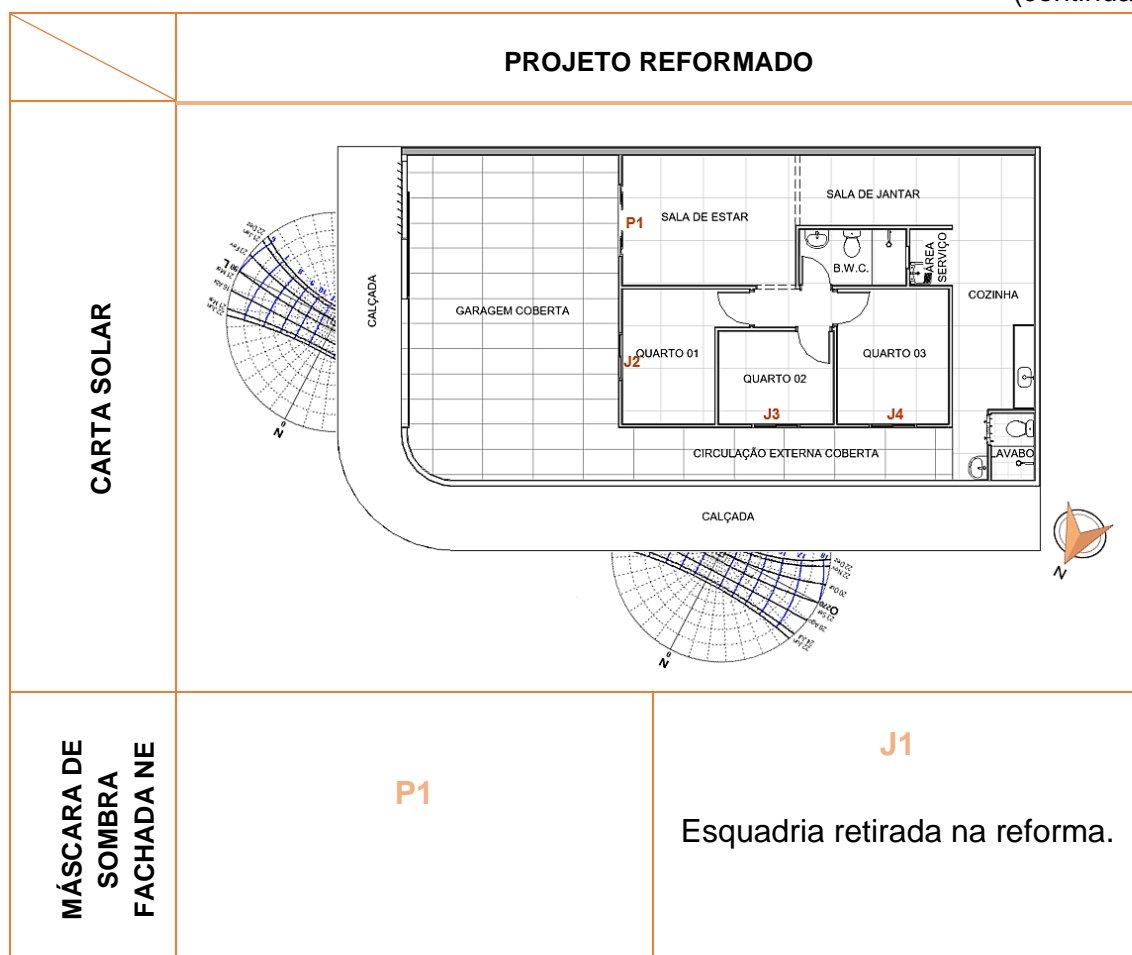 (continua
PROJETO REFORMADO
CARTA SOLAR
CALÇADA
GARAGEM COBERTA
P1
SALA DE ESTAR
SALA DE JANTAR
B.W.C.
ÁREA
SERVIÇO
COZINHA
J2
QUARTO 01
QUARTO 02
J3
QUARTO 03
J4
CIRCULAÇÃO EXTERNA COBERTA
LAVABO
CALÇADA
N
N
N
MÁSCARA DE
SOMBRA
FACHADA NE
P1
J1
Esquadria retirada na reforma.